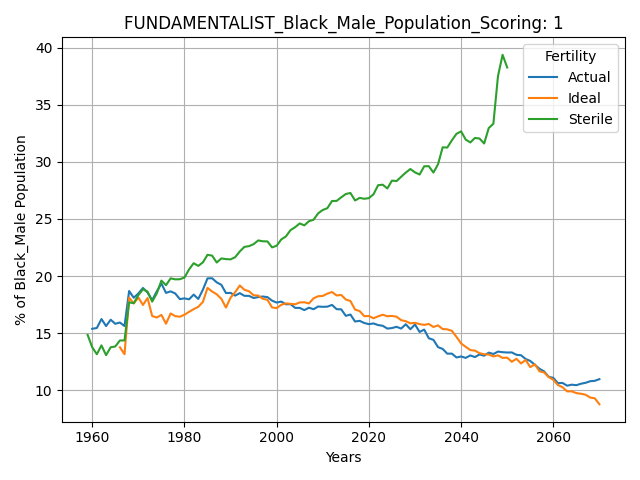 FUNDAMENTALIST_Black_Male_Population_Scoring: 1
% of Black_Male Population
40
35
30
25
20
15
10
Fertility
Actual
Ideal
Sterile
1960
1980
2000
2020
2040
2060
Years